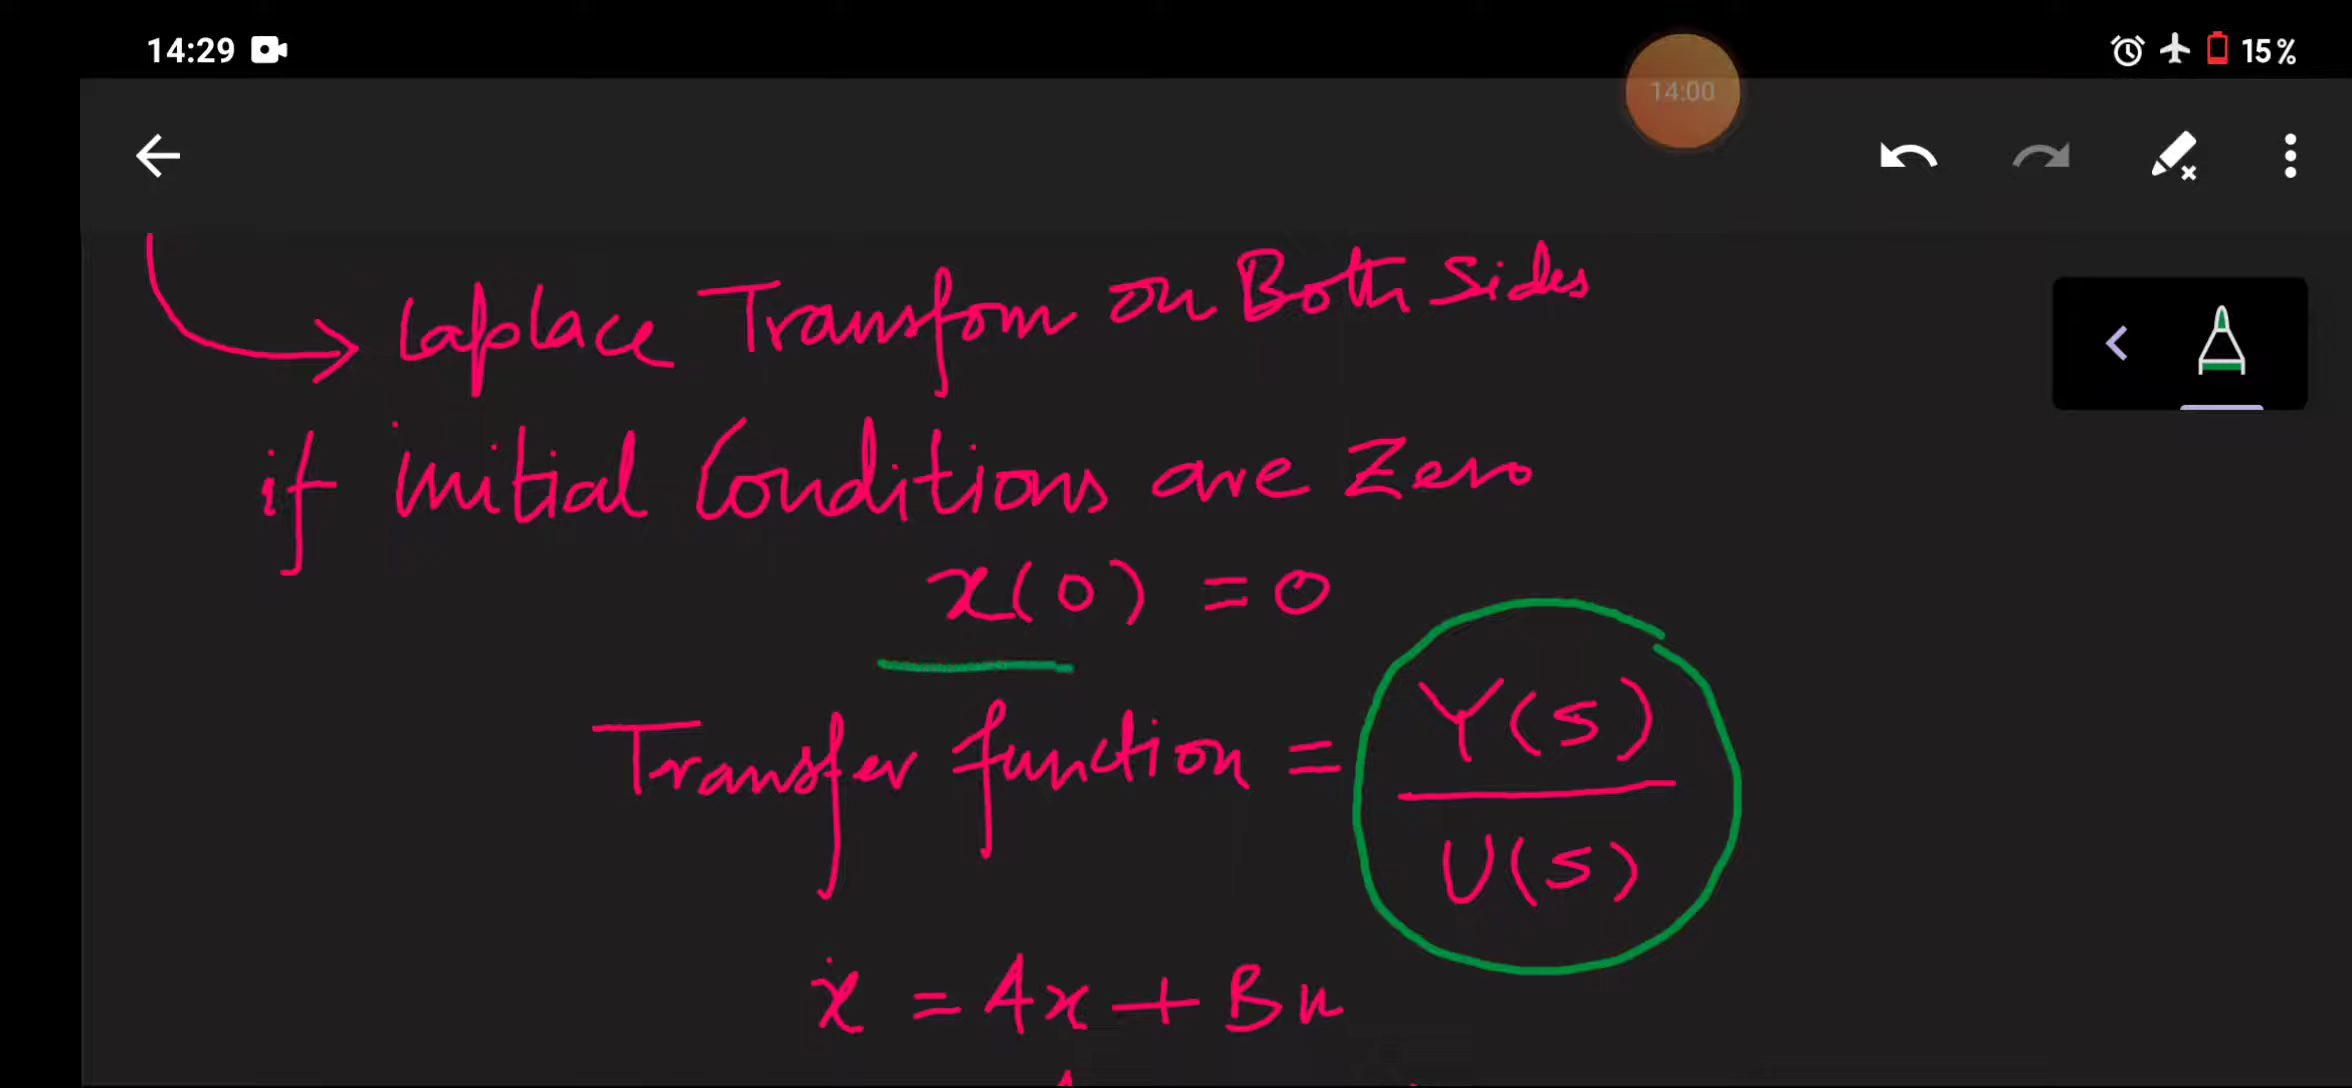 14:29
15%
14:00
Laplace Transfom on Both Sides
if initial Conditions are Zero
x(0) = 0
Transfer function = Y(s) / U(s)
ẋ = Ax + Bu